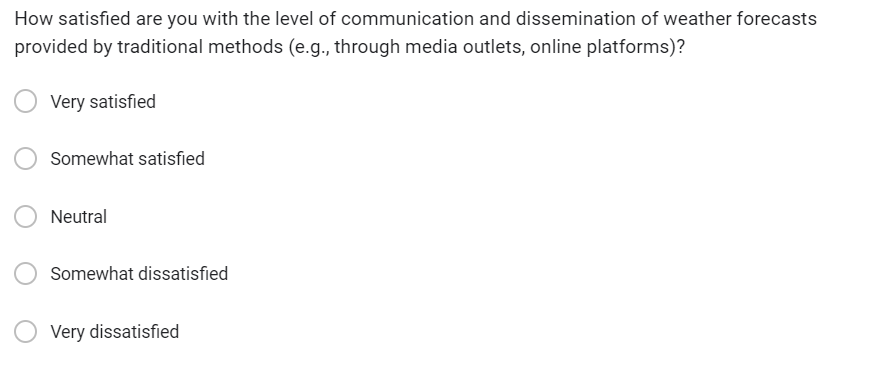 How satisfied are you with the level of communication and dissemination of weather forecasts
provided by traditional methods (e.g., through media outlets, online platforms)?
Very satisfied
Somewhat satisfied
Neutral
Somewhat dissatisfied
Very dissatisfied